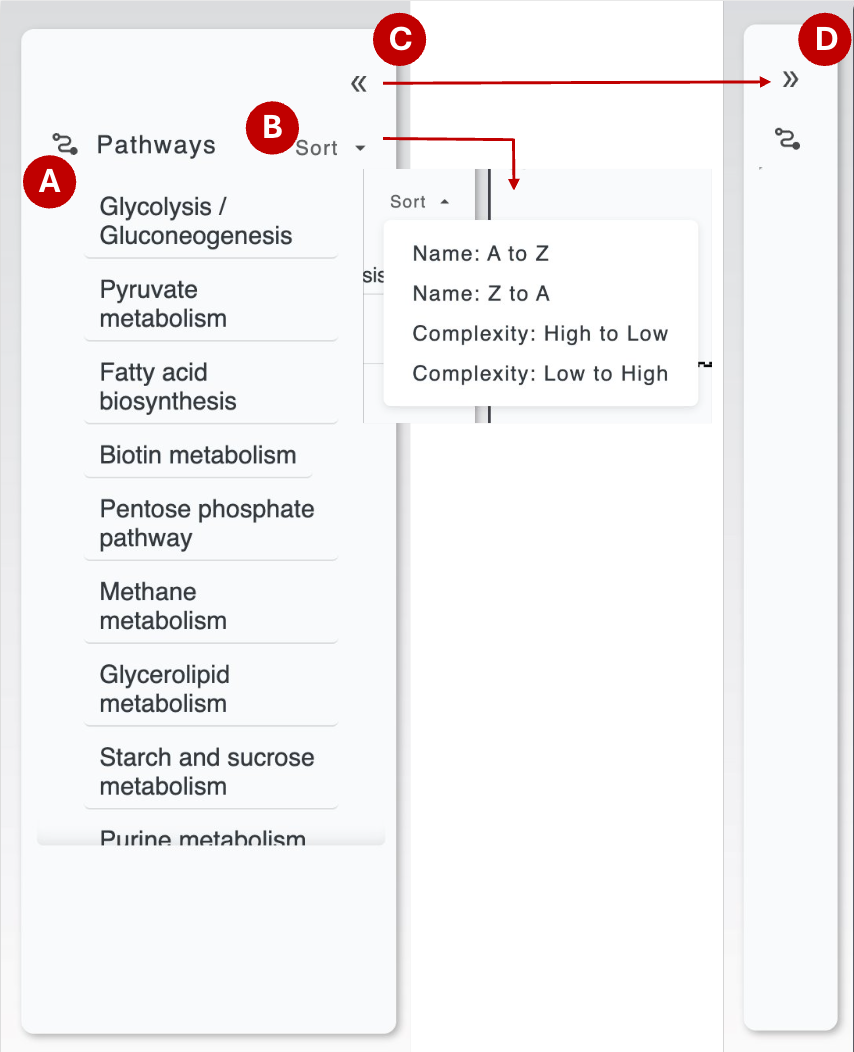 C
D
«
»
B
Pathways
Sort
A
Glycolysis /
Gluconeogenesis
Pyruvate
metabolism
Fatty acid
biosynthesis
Biotin metabolism
Pentose phosphate
pathway
Methane
metabolism
Glycerolipid
metabolism
Starch and sucrose
metabolism
Purine metabolism
Sort
sis
Name: A to Z
Name: Z to A
Complexity: High to Low
Complexity: Low to High